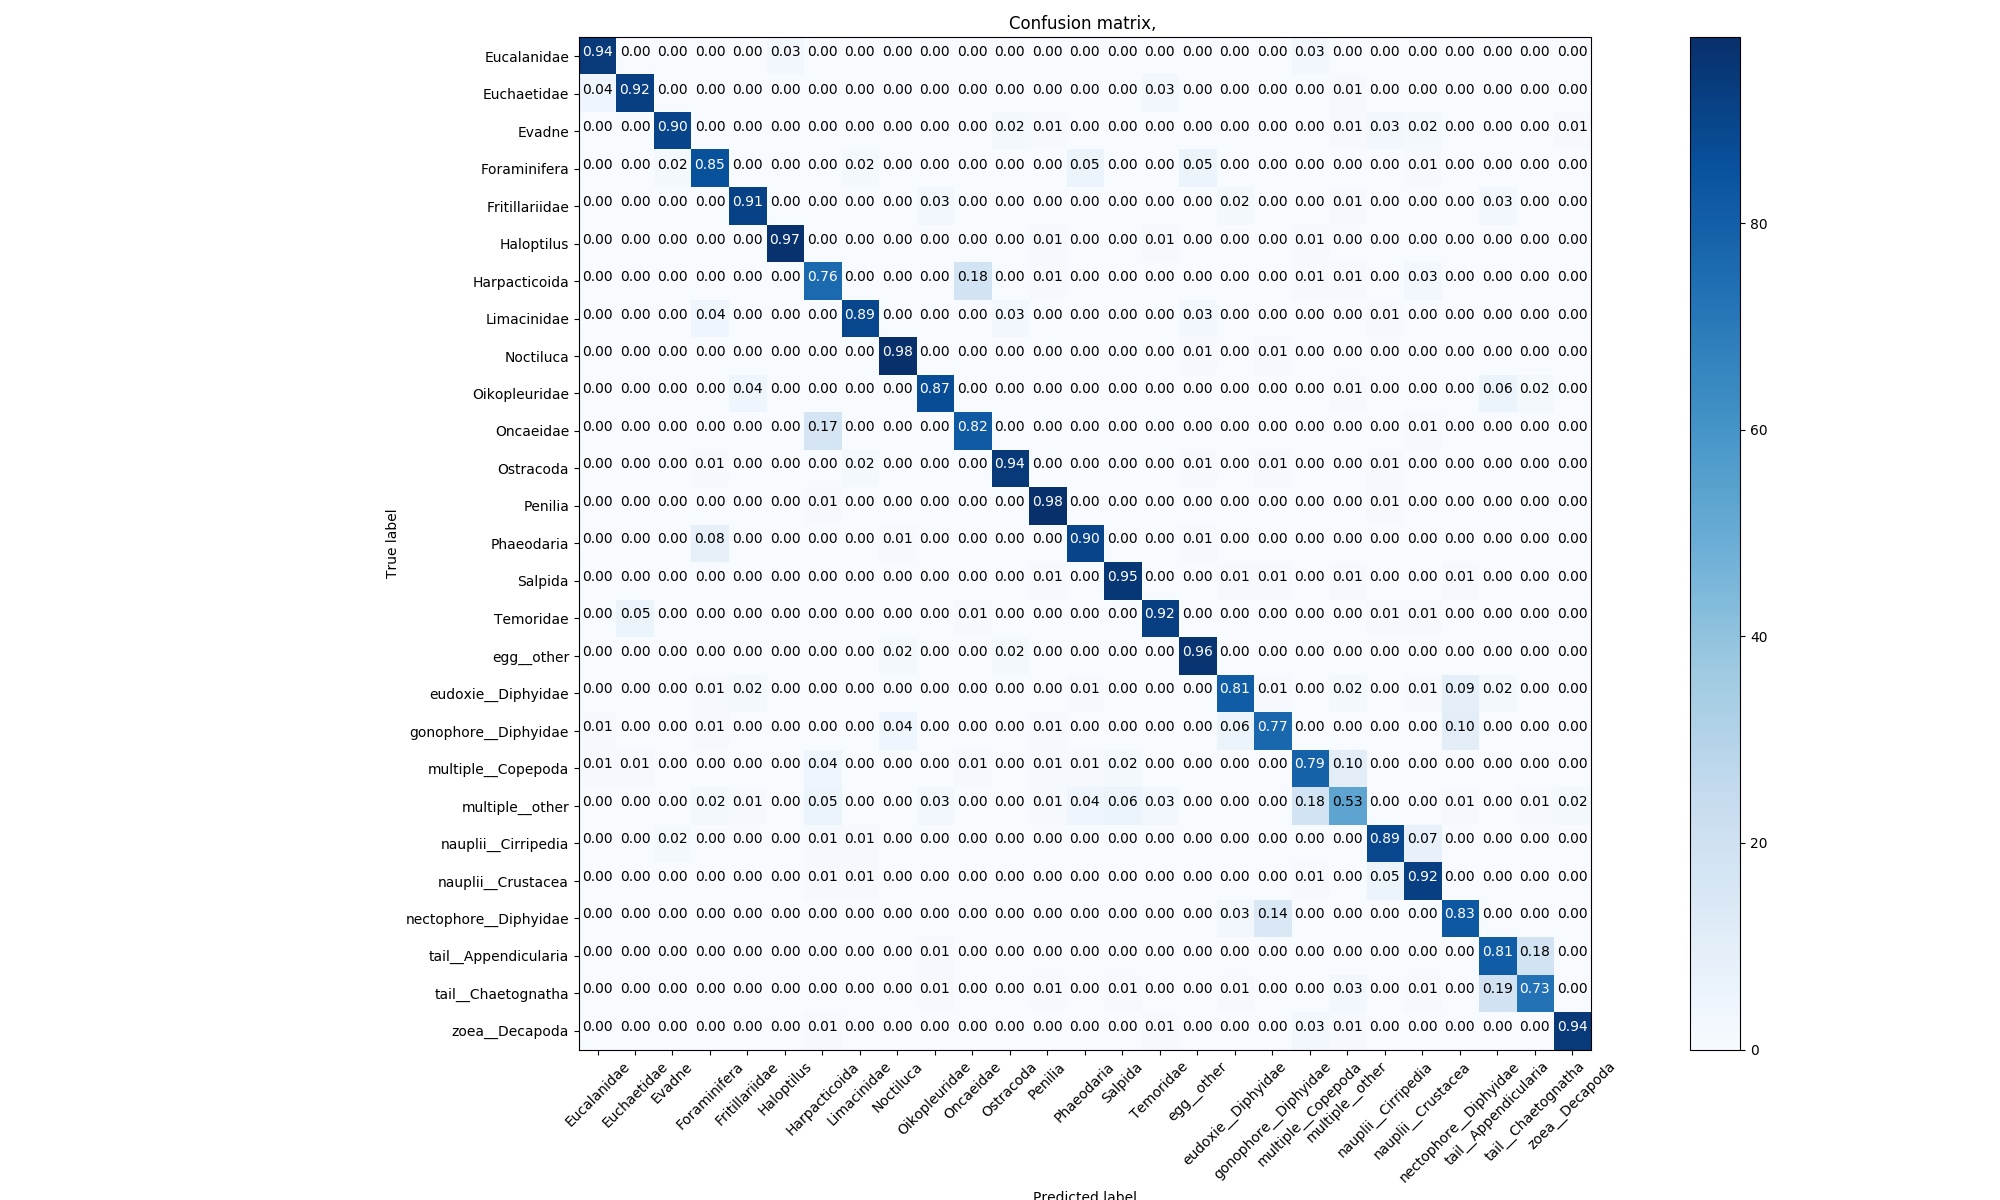 Confusion matrix,
Eucalanidae 0.94 0.00 0.00 0.00 0.00 0.03 0.00 0.00 0.00 0.00 0.00 0.00 0.00 0.00 0.00 0.00 0.00 0.00 0.00 0.03 0.00 0.00 0.00 0.00 0.00 0.00 0.00
Euchaetidae 0.04 0.92 0.00 0.00 0.00 0.00 0.00 0.00 0.00 0.00 0.00 0.00 0.00 0.00 0.00 0.03 0.00 0.00 0.00 0.00 0.01 0.00 0.00 0.00 0.00 0.00 0.00
Evadne 0.00 0.00 0.90 0.00 0.00 0.00 0.00 0.00 0.00 0.00 0.00 0.02 0.01 0.00 0.00 0.00 0.00 0.00 0.00 0.00 0.01 0.03 0.02 0.00 0.00 0.00 0.01
Foraminifera 0.00 0.00 0.02 0.85 0.00 0.00 0.00 0.02 0.00 0.00 0.00 0.00 0.00 0.05 0.00 0.00 0.05 0.00 0.00 0.00 0.00 0.00 0.01 0.00 0.00 0.00 0.00
Fritillariidae 0.00 0.00 0.00 0.00 0.91 0.00 0.00 0.00 0.00 0.03 0.00 0.00 0.00 0.00 0.00 0.00 0.00 0.02 0.00 0.00 0.01 0.00 0.00 0.00 0.03 0.00 0.00
Haloptilus 0.00 0.00 0.00 0.00 0.00 0.97 0.00 0.00 0.00 0.00 0.00 0.00 0.01 0.00 0.00 0.01 0.00 0.00 0.00 0.01 0.00 0.00 0.00 0.00 0.00 0.00 0.00
Harpacticoida 0.00 0.00 0.00 0.00 0.00 0.00 0.76 0.00 0.00 0.00 0.18 0.00 0.01 0.00 0.00 0.00 0.00 0.00 0.00 0.01 0.01 0.00 0.03 0.00 0.00 0.00 0.00
Limacinidae 0.00 0.00 0.00 0.04 0.00 0.00 0.00 0.89 0.00 0.00 0.00 0.03 0.00 0.00 0.00 0.00 0.03 0.00 0.00 0.00 0.00 0.01 0.00 0.00 0.00 0.00 0.00
Noctiluca 0.00 0.00 0.00 0.00 0.00 0.00 0.00 0.00 0.98 0.00 0.00 0.00 0.00 0.00 0.00 0.00 0.01 0.00 0.01 0.00 0.00 0.00 0.00 0.00 0.00 0.00 0.00
Oikopleuridae 0.00 0.00 0.00 0.00 0.04 0.00 0.00 0.00 0.00 0.87 0.00 0.00 0.00 0.00 0.00 0.00 0.00 0.00 0.00 0.00 0.01 0.00 0.00 0.00 0.06 0.02 0.00
Oncaeidae 0.00 0.00 0.00 0.00 0.00 0.00 0.17 0.00 0.00 0.00 0.82 0.00 0.00 0.00 0.00 0.00 0.00 0.00 0.00 0.00 0.00 0.00 0.01 0.00 0.00 0.00 0.00
Ostracoda 0.00 0.00 0.00 0.01 0.00 0.00 0.00 0.02 0.00 0.00 0.00 0.94 0.00 0.00 0.00 0.00 0.01 0.00 0.01 0.00 0.00 0.01 0.00 0.00 0.00 0.00 0.00
Penilia 0.00 0.00 0.00 0.00 0.00 0.00 0.01 0.00 0.00 0.00 0.00 0.00 0.98 0.00 0.00 0.00 0.00 0.00 0.00 0.00 0.00 0.01 0.00 0.00 0.00 0.00 0.00
Phaeodaria 0.00 0.00 0.00 0.08 0.00 0.00 0.00 0.00 0.01 0.00 0.00 0.00 0.00 0.90 0.00 0.00 0.01 0.00 0.00 0.00 0.00 0.00 0.00 0.00 0.00 0.00 0.00
Salpida 0.00 0.00 0.00 0.00 0.00 0.00 0.00 0.00 0.00 0.00 0.00 0.00 0.01 0.00 0.95 0.00 0.00 0.01 0.01 0.00 0.01 0.00 0.00 0.01 0.00 0.00 0.00
Temoridae 0.00 0.05 0.00 0.00 0.00 0.00 0.00 0.00 0.00 0.00 0.01 0.00 0.00 0.00 0.00 0.92 0.00 0.00 0.00 0.00 0.00 0.01 0.01 0.00 0.00 0.00 0.00
egg__other 0.00 0.00 0.00 0.00 0.00 0.00 0.00 0.00 0.02 0.00 0.00 0.02 0.00 0.00 0.00 0.00 0.96 0.00 0.00 0.00 0.00 0.00 0.00 0.00 0.00 0.00 0.00
eudoxie__Diphyidae 0.00 0.00 0.00 0.01 0.02 0.00 0.00 0.00 0.00 0.00 0.00 0.00 0.00 0.01 0.00 0.00 0.00 0.81 0.01 0.00 0.02 0.00 0.01 0.09 0.02 0.00 0.00
gonophore__Diphyidae 0.01 0.00 0.00 0.01 0.00 0.00 0.00 0.00 0.04 0.00 0.00 0.00 0.01 0.00 0.00 0.00 0.00 0.06 0.77 0.00 0.00 0.00 0.00 0.10 0.00 0.00 0.00
multiple__Copepoda 0.01 0.01 0.00 0.00 0.00 0.00 0.04 0.00 0.00 0.00 0.01 0.00 0.01 0.01 0.02 0.00 0.00 0.00 0.00 0.79 0.10 0.00 0.00 0.00 0.00 0.00 0.00
multiple__other 0.00 0.00 0.00 0.02 0.01 0.00 0.05 0.00 0.00 0.03 0.00 0.00 0.01 0.04 0.06 0.03 0.00 0.00 0.00 0.18 0.53 0.00 0.00 0.01 0.00 0.01 0.02
nauplii__Cirripedia 0.00 0.00 0.02 0.00 0.00 0.00 0.01 0.01 0.00 0.00 0.00 0.00 0.00 0.00 0.00 0.00 0.00 0.00 0.00 0.00 0.00 0.89 0.07 0.00 0.00 0.00 0.00
nauplii__Crustacea 0.00 0.00 0.00 0.00 0.00 0.00 0.01 0.01 0.00 0.00 0.00 0.00 0.00 0.00 0.00 0.00 0.00 0.00 0.00 0.01 0.00 0.05 0.92 0.00 0.00 0.00 0.00
nectophore__Diphyidae 0.00 0.00 0.00 0.00 0.00 0.00 0.00 0.00 0.00 0.00 0.00 0.00 0.00 0.00 0.00 0.00 0.00 0.03 0.14 0.00 0.00 0.00 0.00 0.83 0.00 0.00 0.00
tail__Appendicularia 0.00 0.00 0.00 0.00 0.00 0.00 0.00 0.00 0.00 0.01 0.00 0.00 0.00 0.00 0.00 0.00 0.00 0.00 0.00 0.00 0.00 0.00 0.00 0.00 0.81 0.18 0.00
tail__Chaetognatha 0.00 0.00 0.00 0.00 0.00 0.00 0.00 0.00 0.00 0.01 0.00 0.00 0.01 0.00 0.01 0.00 0.00 0.01 0.00 0.00 0.03 0.00 0.01 0.00 0.19 0.73 0.00
zoea__Decapoda 0.00 0.00 0.00 0.00 0.00 0.00 0.01 0.00 0.00 0.00 0.00 0.00 0.00 0.00 0.00 0.01 0.00 0.00 0.00 0.03 0.01 0.00 0.00 0.00 0.00 0.00 0.94
True label
Eucalanidae
Euchaetidae
Evadne
Foraminifera
Fritillariidae
Haloptilus
Harpacticoida
Limacinidae
Noctiluca
Oikopleuridae
Oncaeidae
Ostracoda
Penilia
Phaeodaria
Salpida
Temoridae
egg__other
eudoxie__Diphyidae
gonophore__Diphyidae
multiple__Copepoda
multiple__other
nauplii__Cirripedia
nauplii__Crustacea
nectophore__Diphyidae
tail__Appendicularia
tail__Chaetognatha
zoea__Decapoda
Predicted label
80
60
40
20
0